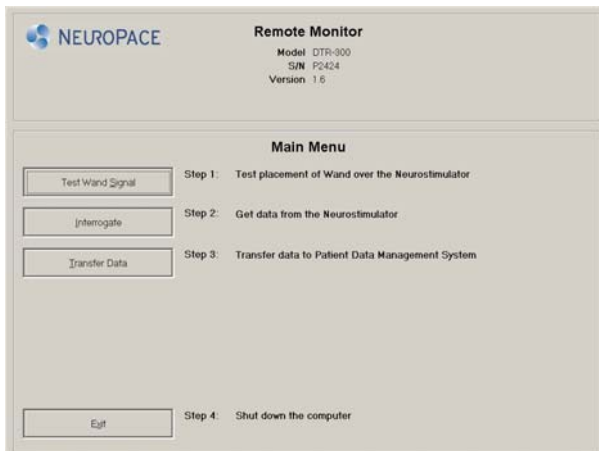 NEUROPACE
Remote Monitor
Model DTR-300
S/N P2424
Version 1.6
Main Menu
Test Wand Signal Step 1: Test placement of Wand over the Neurostimulator
Interrogate Step 2: Get data from the Neurostimulator
Transfer Data Step 3: Transfer data to Patient Data Management System
Exit Step 4: Shut down the computer